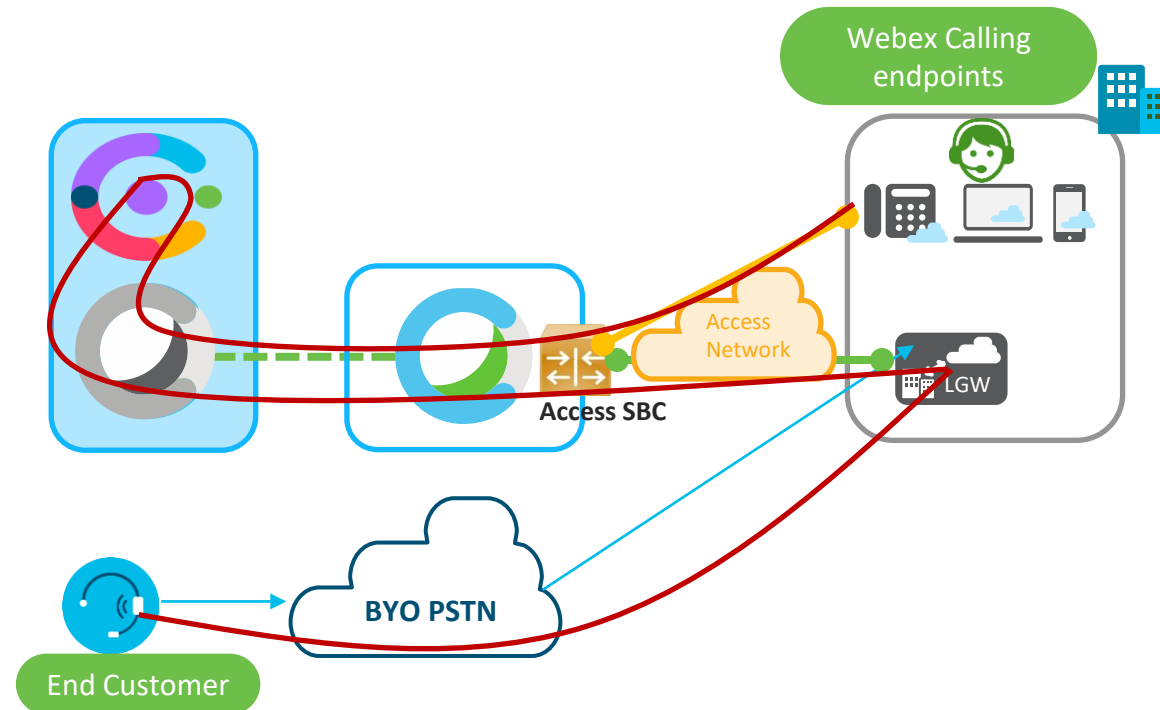 Webex Calling
endpoints
Access
Network
LGW
Access SBC
BYO PSTN
End Customer